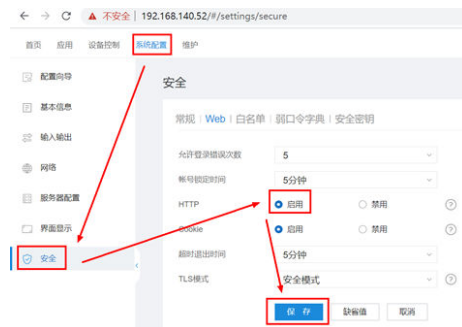 不安全 | 192.168.140.52/#/settings/secure
首页 应用 设备控制 系统配置 维护
配置向导
基本信息
输入输出
网络
服务器配置
界面显示
安全
安全
常规 | Web | 白名单 | 弱口令字典 | 安全密钥
允许登录错误次数 5
帐号锁定时间 5分钟
HTTP 启用 禁用
Cookie 启用 禁用
超时退出时间 5分钟
TLS模式 安全模式
保存 缺省值 取消